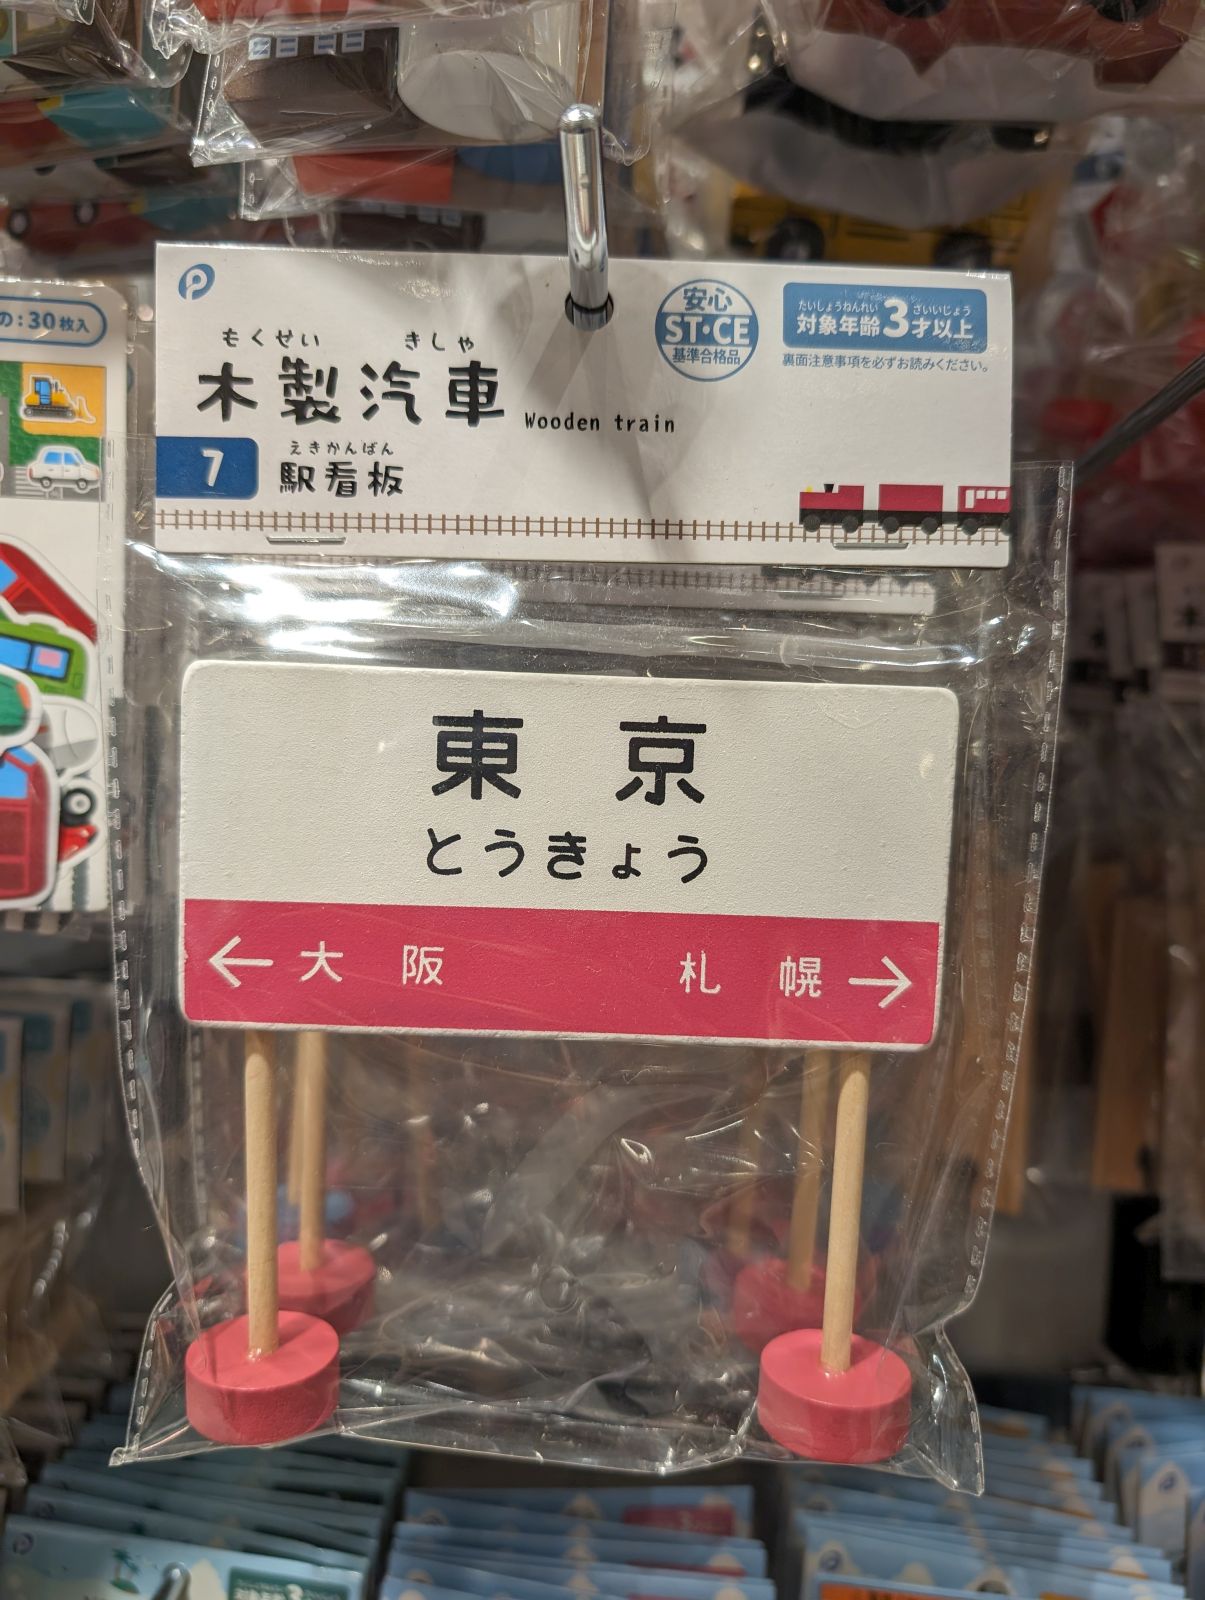 の:30枚入
安心
ST・CE
基準合格品
たいしょうねんれい さいいじょう
対象年齢3才以上
裏面注意事項を必ずお読みください。
もくせい きしゃ
木製汽車 Wooden train
えきかんばん
7 駅看板
東京
とうきょう
←大阪 札幌→